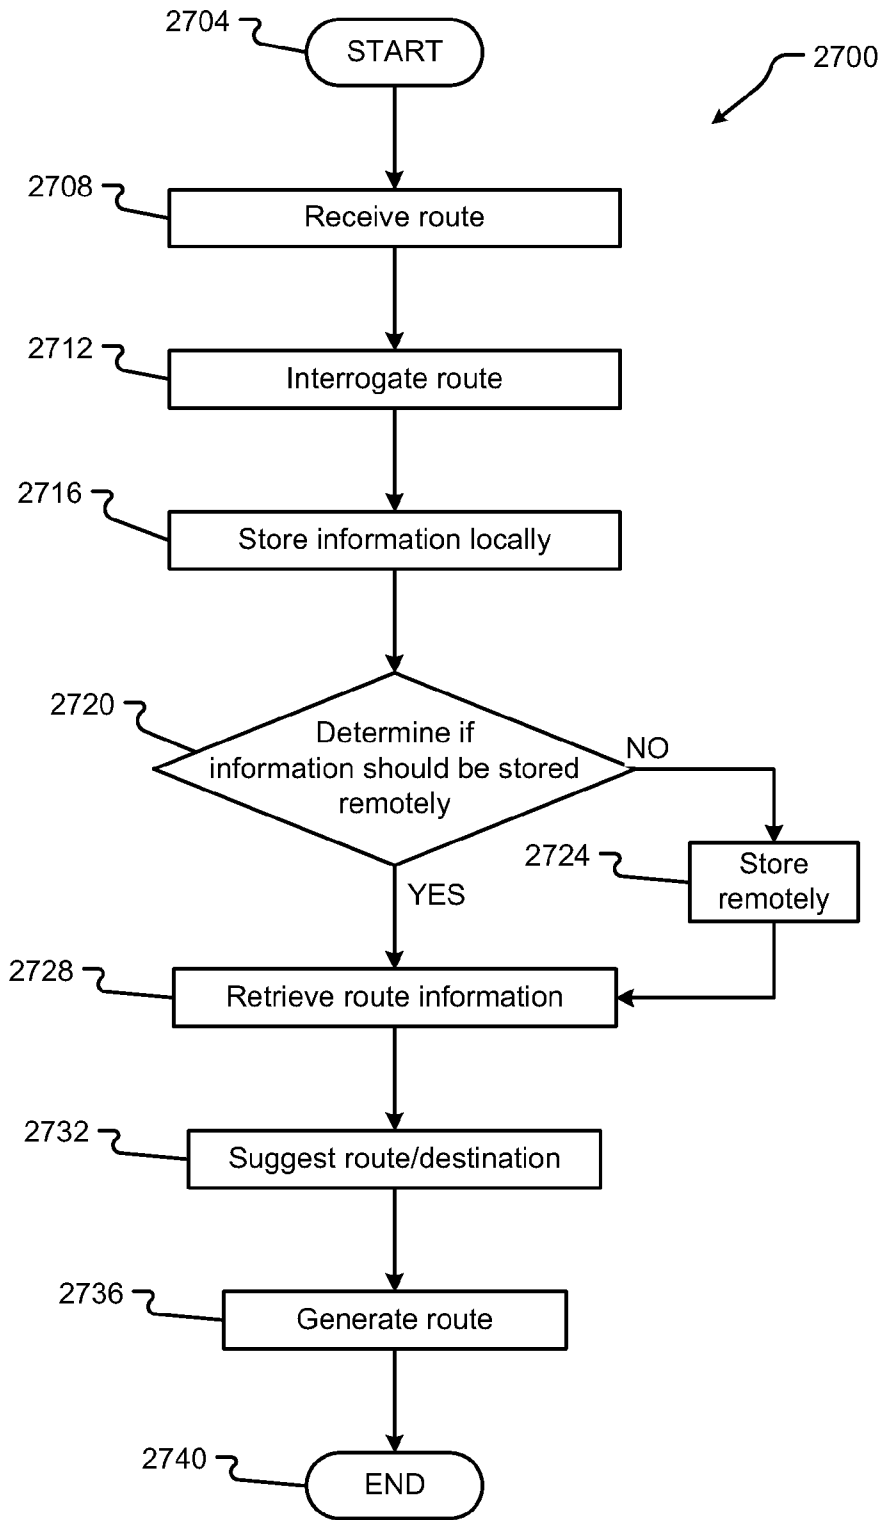 2704
START
2700
2708
Receive route
2712
Interrogate route
2716
Store information locally
2720
Determine if
information should be stored
remotely
NO
2724
Store
remotely
YES
2728
Retrieve route information
2732
Suggest route/destination
2736
Generate route
2740
END